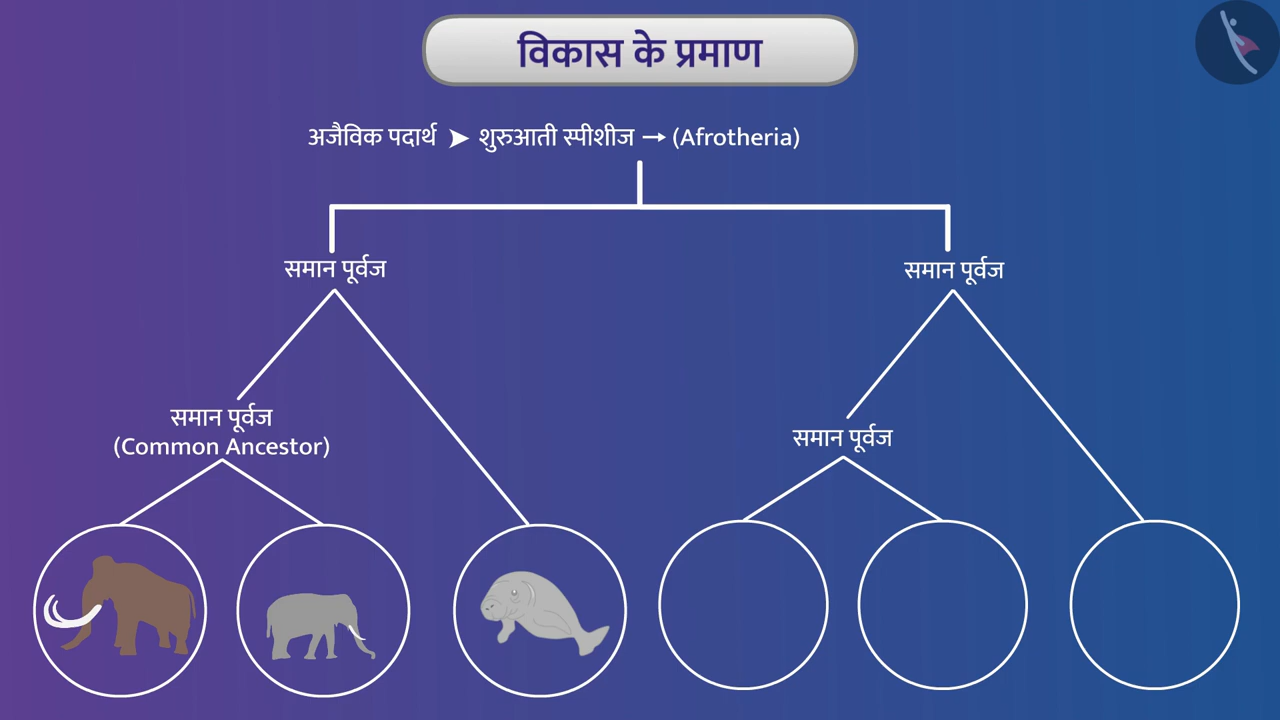 विकास के प्रमाण
अजैविक पदार्थ ➤ शुरुआती स्पीशीज → (Afrotheria)
समान पूर्वज
समान पूर्वज
समान पूर्वज
(Common Ancestor)
समान पूर्वज